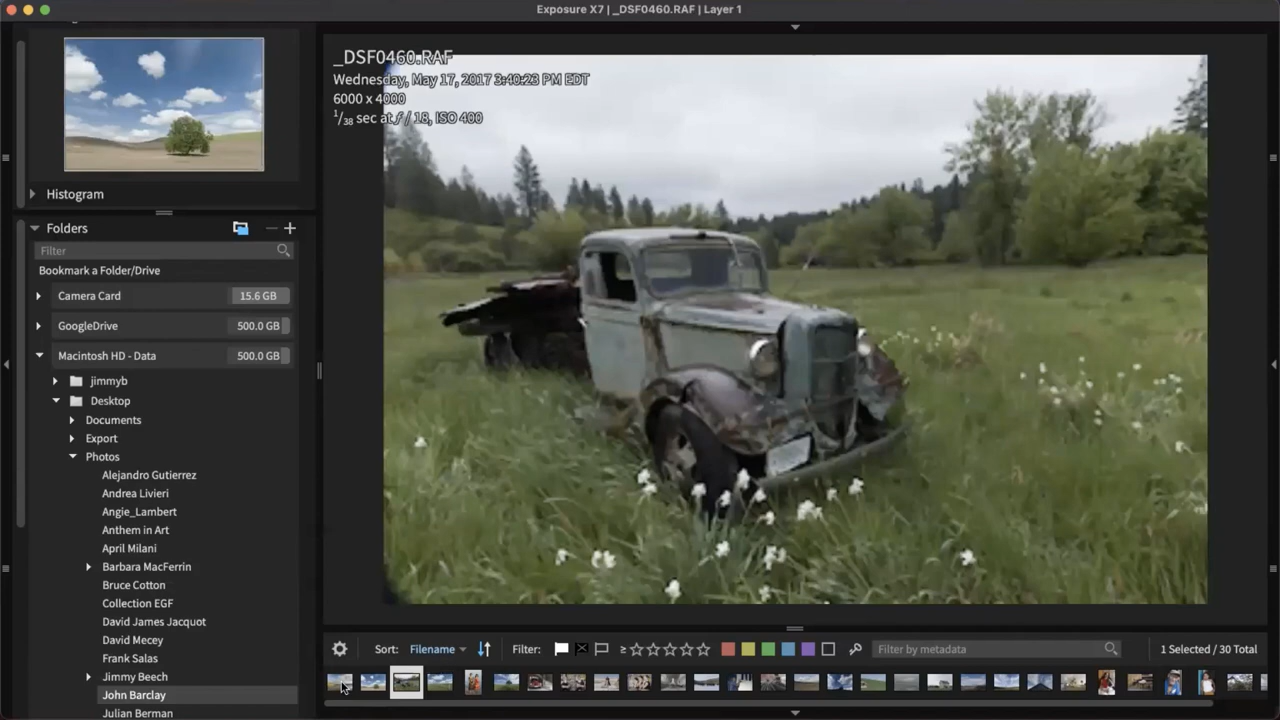 Exposure X7 | _DSF0460.RAF | Layer 1
_DSF0460.RAF
Wednesday, May 17, 2017 3:40:23 PM EDT
6000 x 4000
1/38 sec at f / 18, ISO 400
Histogram
Folders
Filter
Bookmark a Folder/Drive
Camera Card 15.6 GB
GoogleDrive 500.0 GB
Macintosh HD - Data 500.0 GB
jimmyb
Desktop
Documents
Export
Photos
Alejandro Gutierrez
Andrea Livieri
Angie_Lambert
Anthem in Art
April Milani
Barbara MacFerrin
Bruce Cotton
Collection EGF
David James Jacquot
David Mecey
Frank Salas
Jimmy Beech
John Barclay
Julian Berman
Sort: Filename Filter: ≥ Filter by metadata 1 Selected / 30 Total